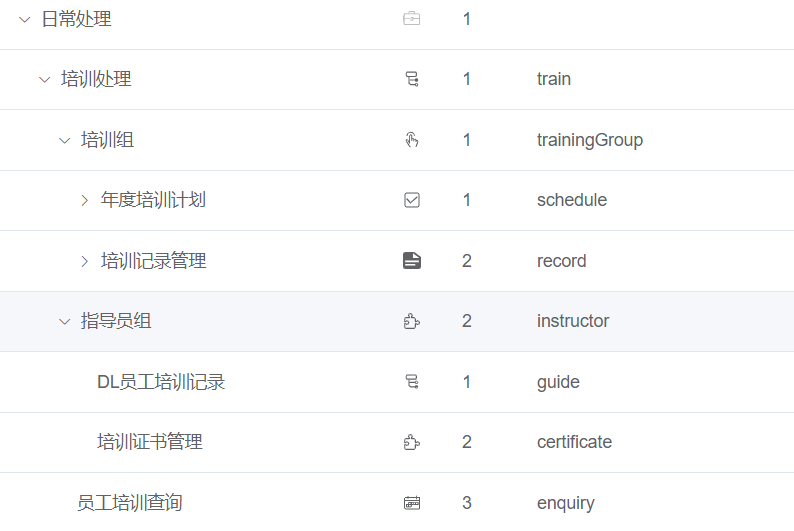 日常处理 1
培训处理 1 train
培训组 1 trainingGroup
年度培训计划 1 schedule
培训记录管理 2 record
指导员组 2 instructor
DL员工培训记录 1 guide
培训证书管理 2 certificate
员工培训查询 3 enquiry